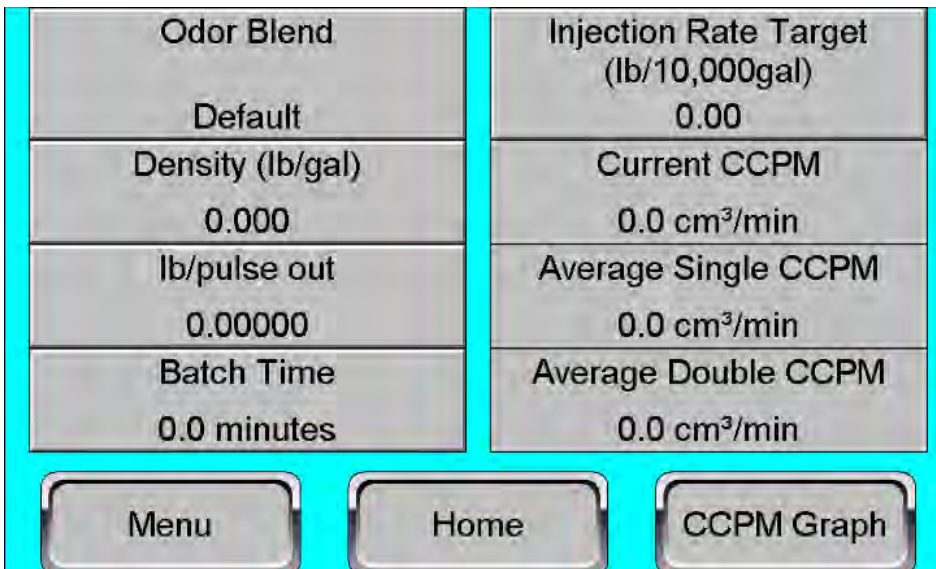 Odor Blend
Default
Density (lb/gal)
0.000
lb/pulse out
0.00000
Batch Time
0.0 minutes
Injection Rate Target
(lb/10,000gal)
0.00
Current CCPM
0.0 cm³/min
Average Single CCPM
0.0 cm³/min
Average Double CCPM
0.0 cm³/min
Menu
Home
CCPM Graph